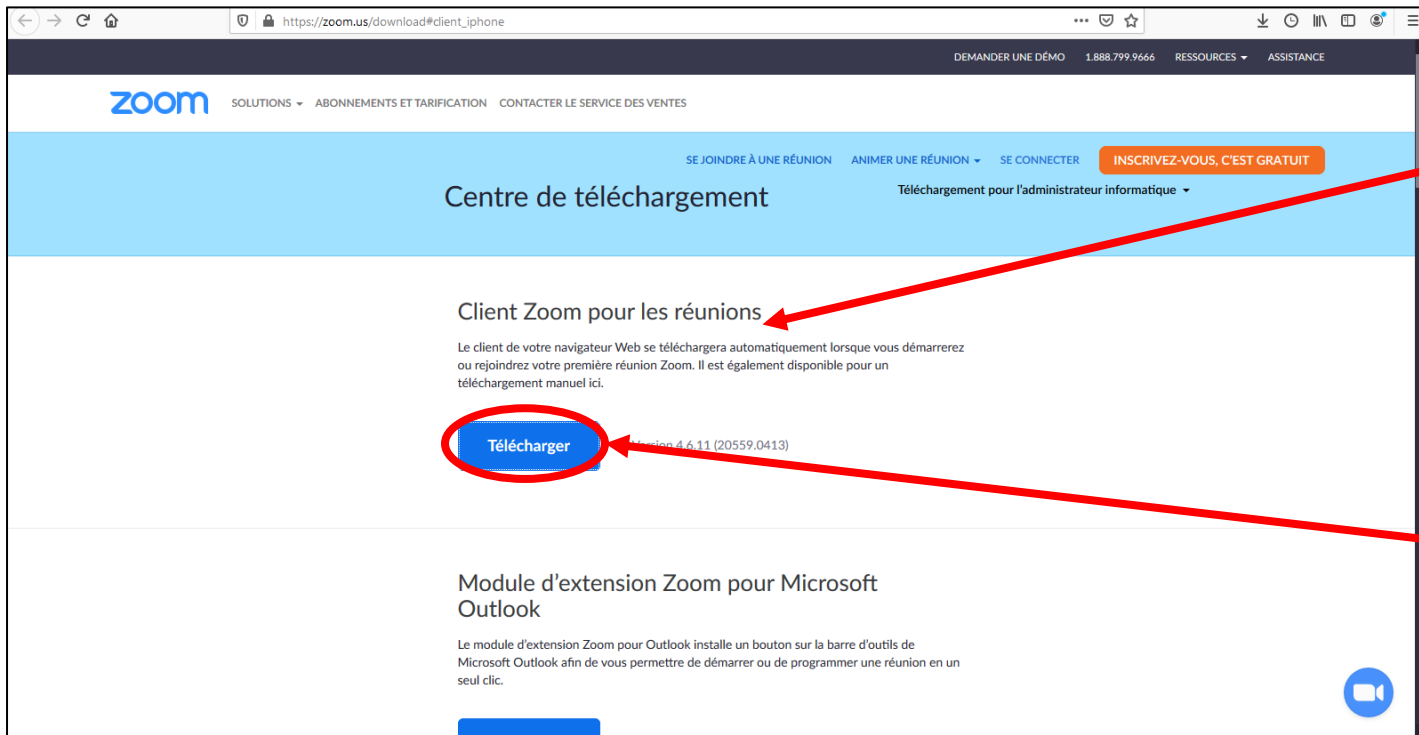 https://zoom.us/download#client_iphone
DEMANDER UNE DÉMO 1.888.799.9666 RESSOURCES ASSISTANCE
zoom SOLUTIONS ABONNEMENTS ET TARIFICATION CONTACTER LE SERVICE DES VENTES
SE JOINDRE À UNE RÉUNION ANIMER UNE RÉUNION SE CONNECTER INSCRIVEZ-VOUS, C'EST GRATUIT
Centre de téléchargement Téléchargement pour l'administrateur informatique
Client Zoom pour les réunions
Le client de votre navigateur Web se téléchargera automatiquement lorsque vous démarrerez
ou rejoindrez votre première réunion Zoom. Il est également disponible pour un
téléchargement manuel ici.
Télécharger Version 4.6.11 (20559.0413)
Module d'extension Zoom pour Microsoft
Outlook
Le module d'extension Zoom pour Outlook installe un bouton sur la barre d'outils de
Microsoft Outlook afin de vous permettre de démarrer ou de programmer une réunion en un
seul clic.